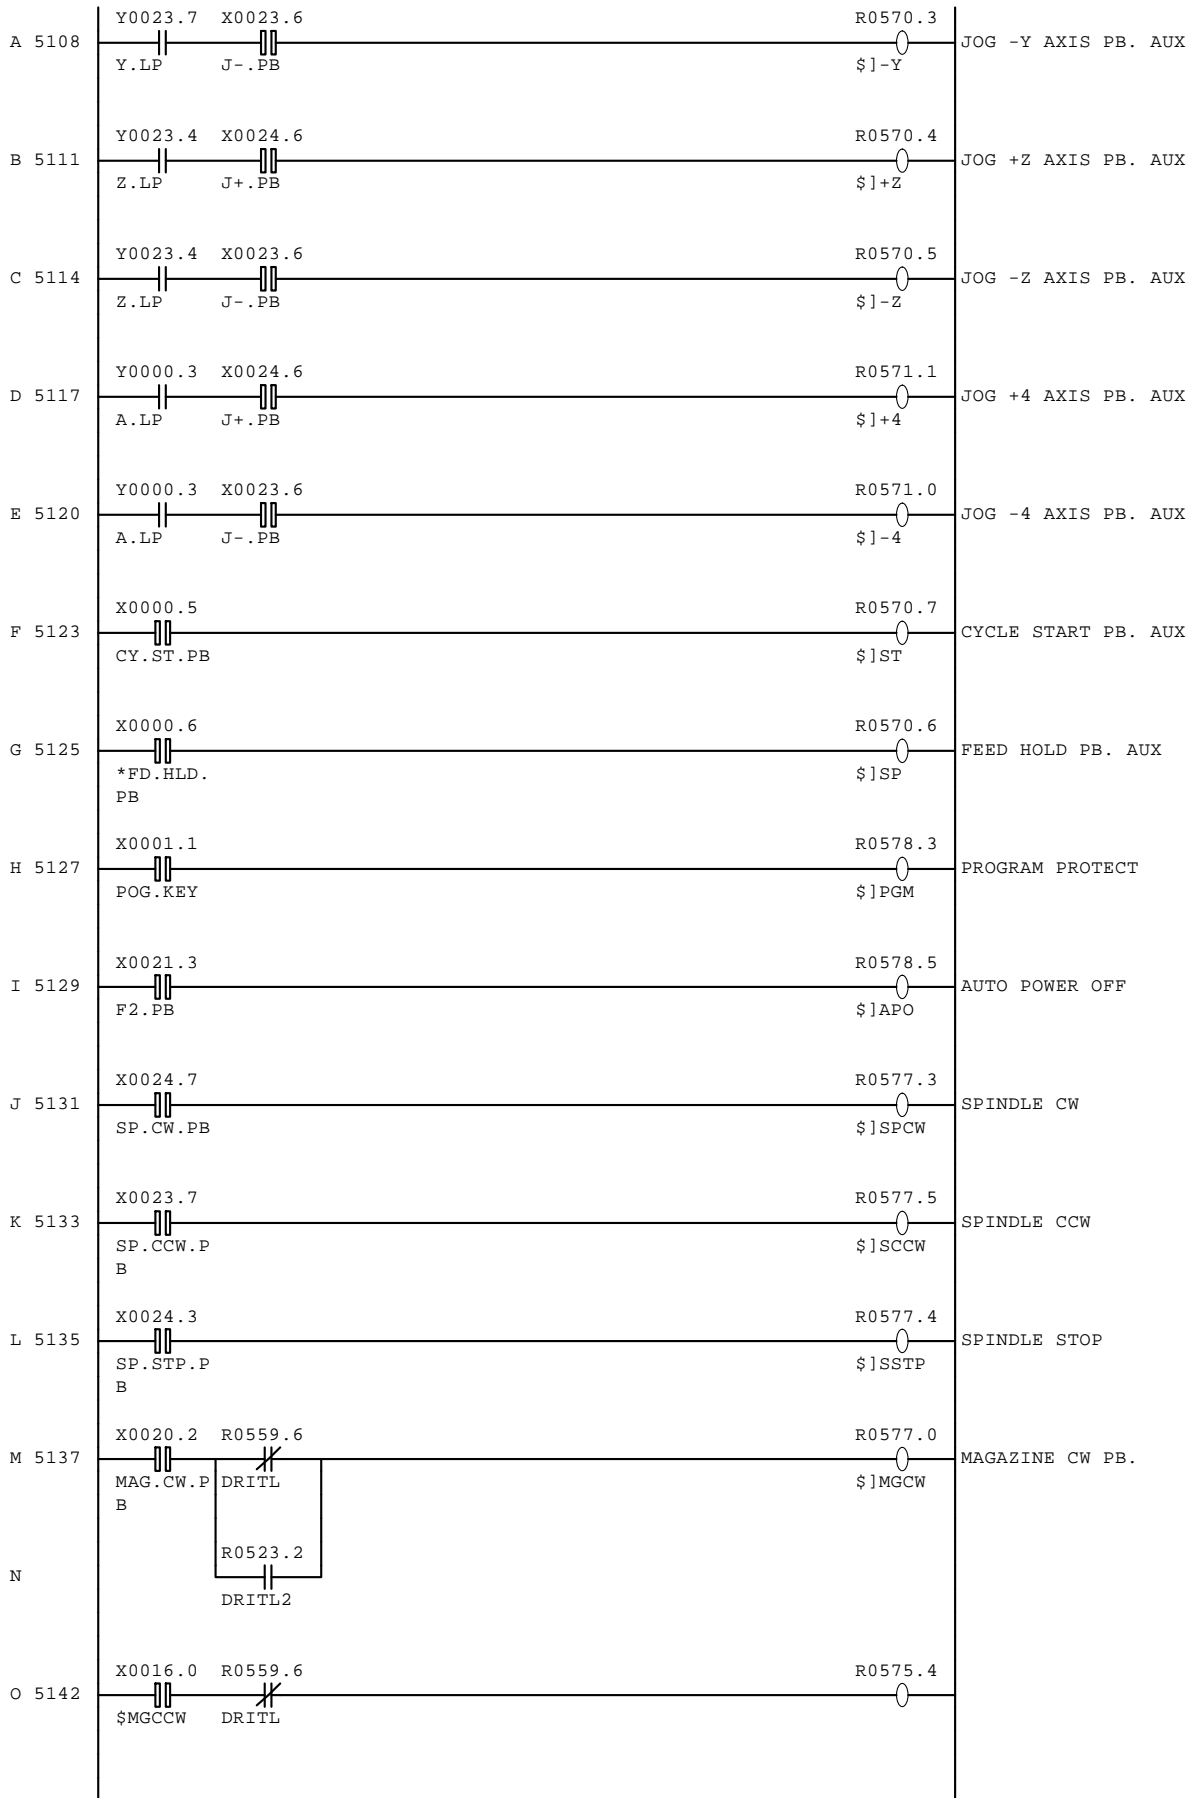 Y0023.7 X0023.6 R0570.3
A 5108 JOG -Y AXIS PB. AUX
Y.LP J-.PB $]-Y
Y0023.4 X0024.6 R0570.4
B 5111 JOG +Z AXIS PB. AUX
Z.LP J+.PB $]+Z
Y0023.4 X0023.6 R0570.5
C 5114 JOG -Z AXIS PB. AUX
Z.LP J-.PB $]-Z
Y0000.3 X0024.6 R0571.1
D 5117 JOG +4 AXIS PB. AUX
A.LP J+.PB $]+4
Y0000.3 X0023.6 R0571.0
E 5120 JOG -4 AXIS PB. AUX
A.LP J-.PB $]-4
X0000.5 R0570.7
F 5123 CYCLE START PB. AUX
CY.ST.PB $]ST
X0000.6 R0570.6
G 5125 FEED HOLD PB. AUX
*FD.HLD. $]SP
PB
X0001.1 R0578.3
H 5127 PROGRAM PROTECT
POG.KEY $]PGM
X0021.3 R0578.5
I 5129 AUTO POWER OFF
F2.PB $]APO
X0024.7 R0577.3
J 5131 SPINDLE CW
SP.CW.PB $]SPCW
X0023.7 R0577.5
K 5133 SPINDLE CCW
SP.CCW.P $]SCCW
B
X0024.3 R0577.4
L 5135 SPINDLE STOP
SP.STP.P $]SSTP
B
X0020.2 R0559.6 R0577.0
M 5137 MAGAZINE CW PB.
MAG.CW.P DRITL $]MGCW
B
R0523.2
N
DRITL2
X0016.0 R0559.6 R0575.4
O 5142
$MGCCW DRITL